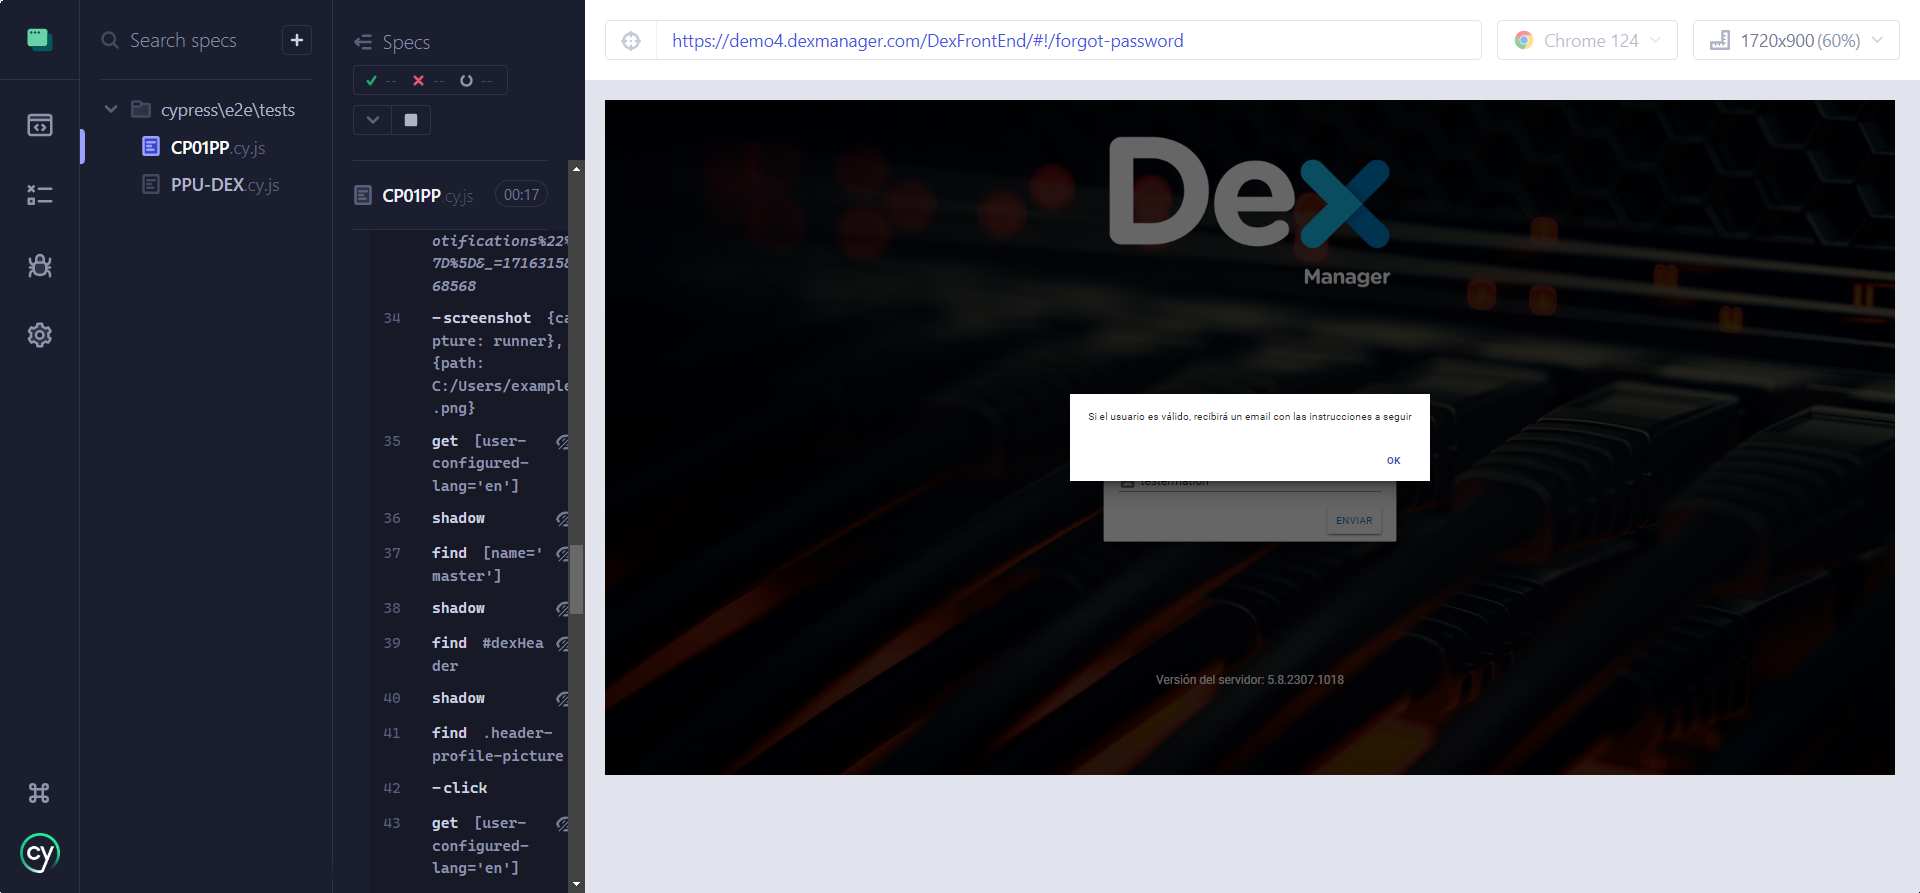 Search specs
+
cypress\e2e\tests
CP01PP.cy.js
PPU-DEX.cy.js
Specs
-- -- --
CP01PP.cy.js 00:17
otifications%22%
7D%5D&_=1716315
68568
34 -screenshot {ca
pture: runner},
{path:
C:/Users/example
.png}
35 get [user-
configured-
lang='en']
36 shadow
37 find [name='
master']
38 shadow
39 find #dexHea
der
40 shadow
41 find .header-
profile-picture
42 -click
43 get [user-
configured-
lang='en']
cy
https://demo4.dexmanager.com/DexFrontEnd/#!/forgot-password
Chrome 124
1720x900 (60%)
Dex
Manager
Si el usuario es válido, recibirá un email con las instrucciones a seguir
OK
testermation
ENVIAR
Versión del servidor: 5.8.2307.1018